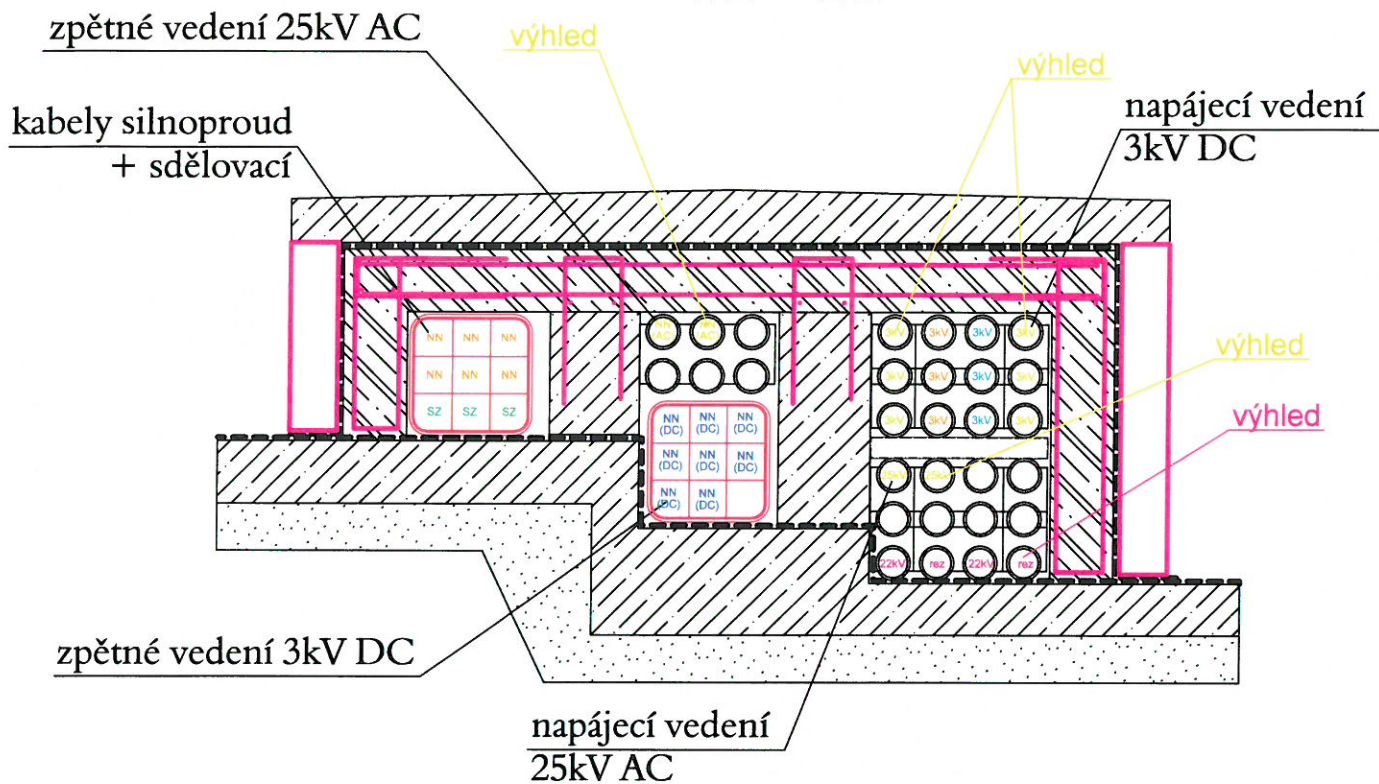 zpětné vedení 25kV AC
výhled
výhled
napájecí vedení
3kV DC
kabely silnoproud
+ sdělovací
NN NN NN
NN NN NN
SZ SZ SZ
NN (AC) NN (AC)
NN (DC) NN (DC) NN (DC)
NN (DC) NN (DC) NN (DC)
NN (DC) NN (DC)
3kV 3kV 3kV 3kV
3kV 3kV 3kV 3kV
3kV 3kV 3kV 3kV
25kV 25kV
22kV rez 22kV rez
výhled
výhled
zpětné vedení 3kV DC
napájecí vedení
25kV AC